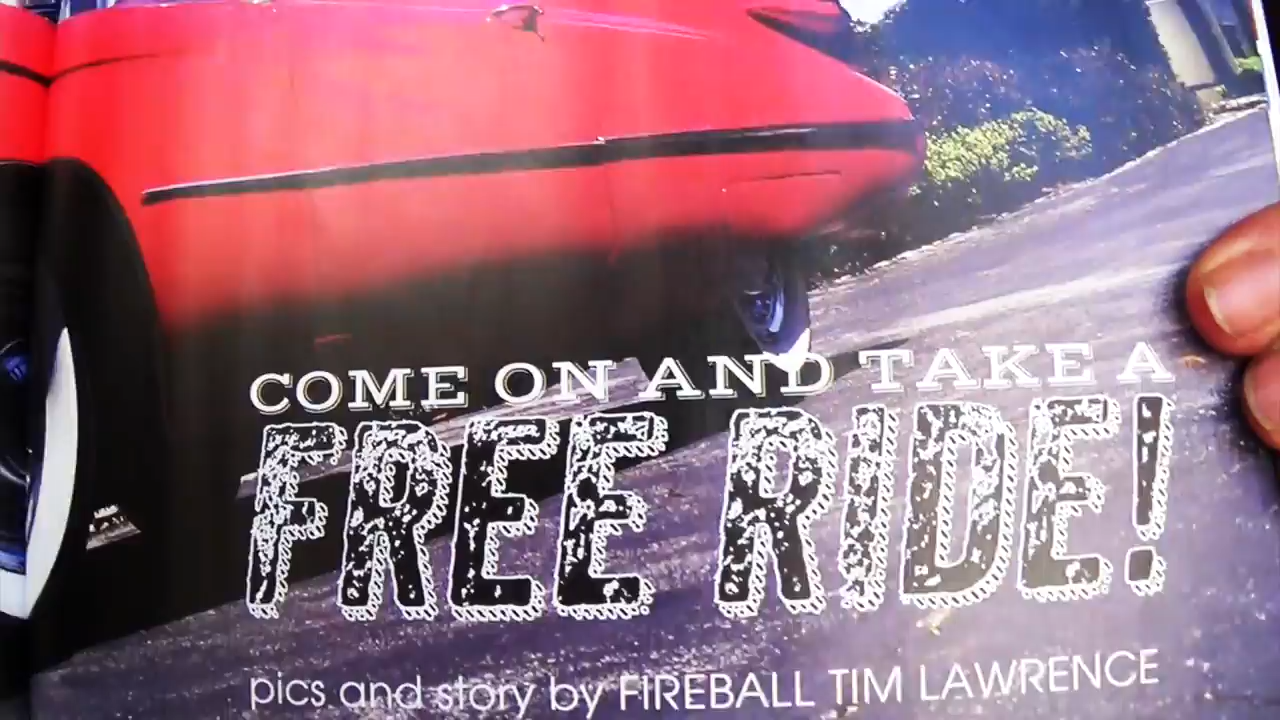 COME ON AND TAKE A
FREE RIDE!
pics and story by FIREBALL TIM LAWRENCE